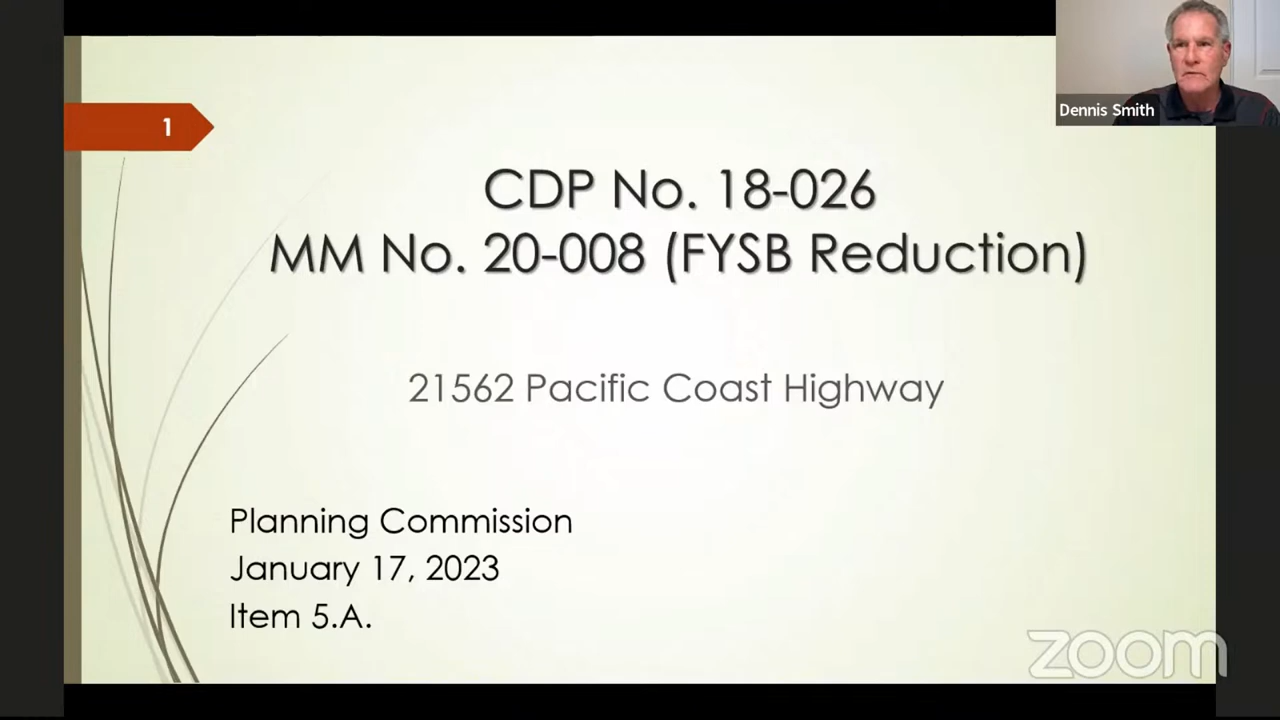 Dennis Smith
1
CDP No. 18-026
MM No. 20-008 (FYSB Reduction)
21562 Pacific Coast Highway
Planning Commission
January 17, 2023
Item 5.A.
zoom